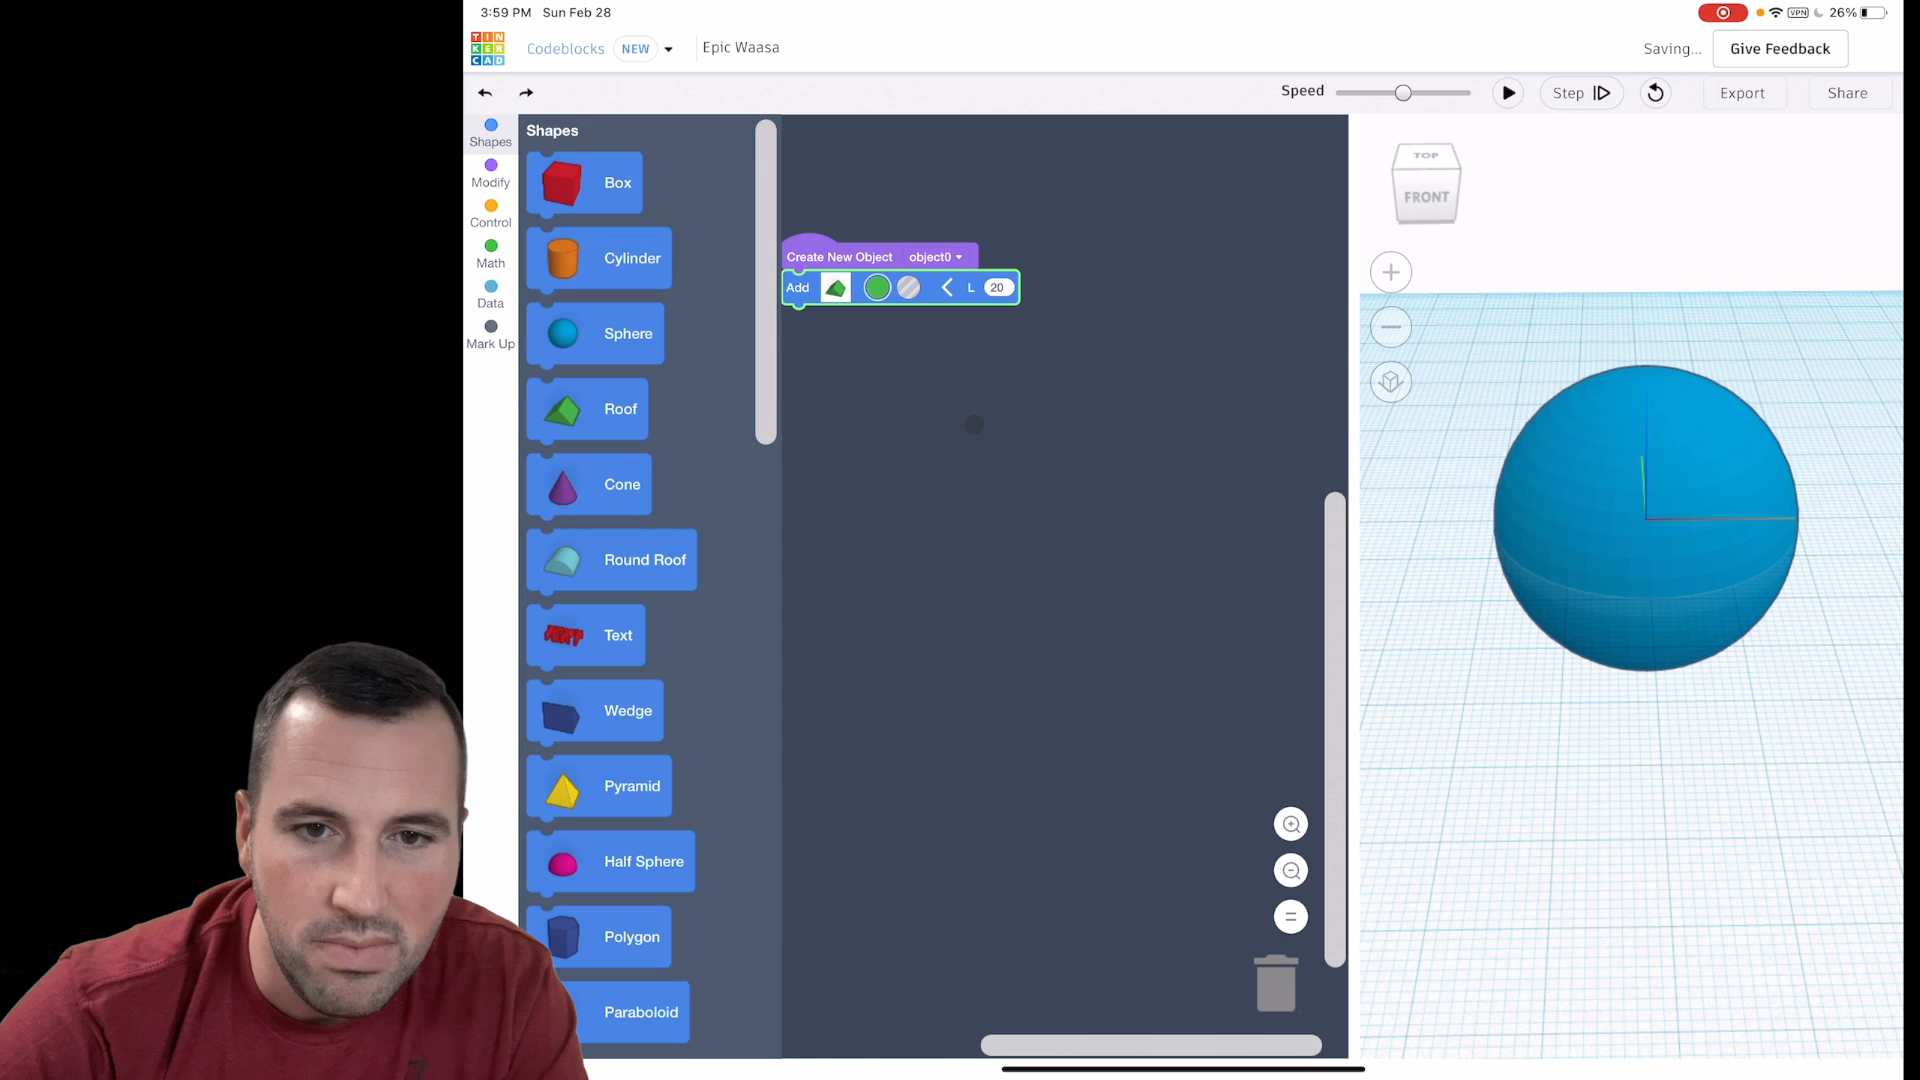 3:59 PM Sun Feb 28
VPN 26%
TIN
KER
CAD
Codeblocks NEW Epic Waasa
Saving... Give Feedback
Speed Step Export Share
Shapes
Modify
Control
Math
Data
Mark Up
Shapes
Box
Cylinder
Sphere
Roof
Cone
Round Roof
Text
Wedge
Pyramid
Half Sphere
Polygon
Paraboloid
Create New Object object0
Add L 20
TOP
FRONT